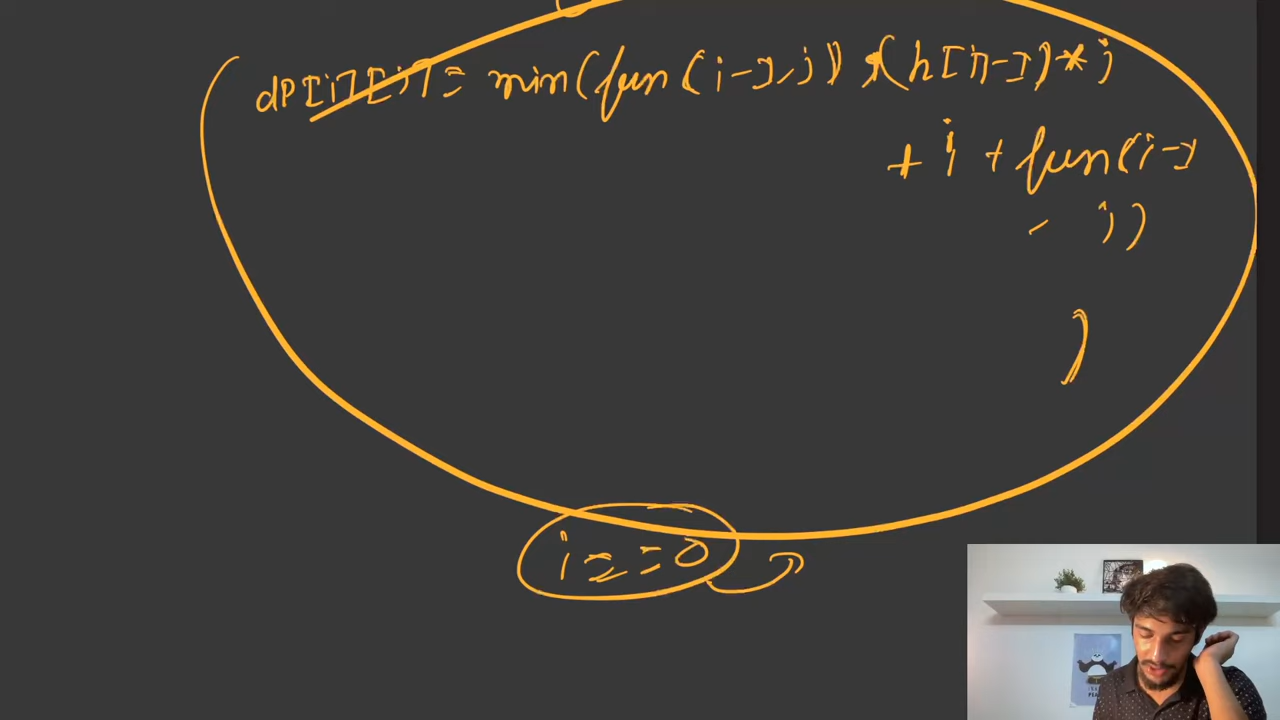 dp[i][j] = min(fun(i-1,j), (h[i-1]*j
+ i + fun(i-1
, j)
)
i==0